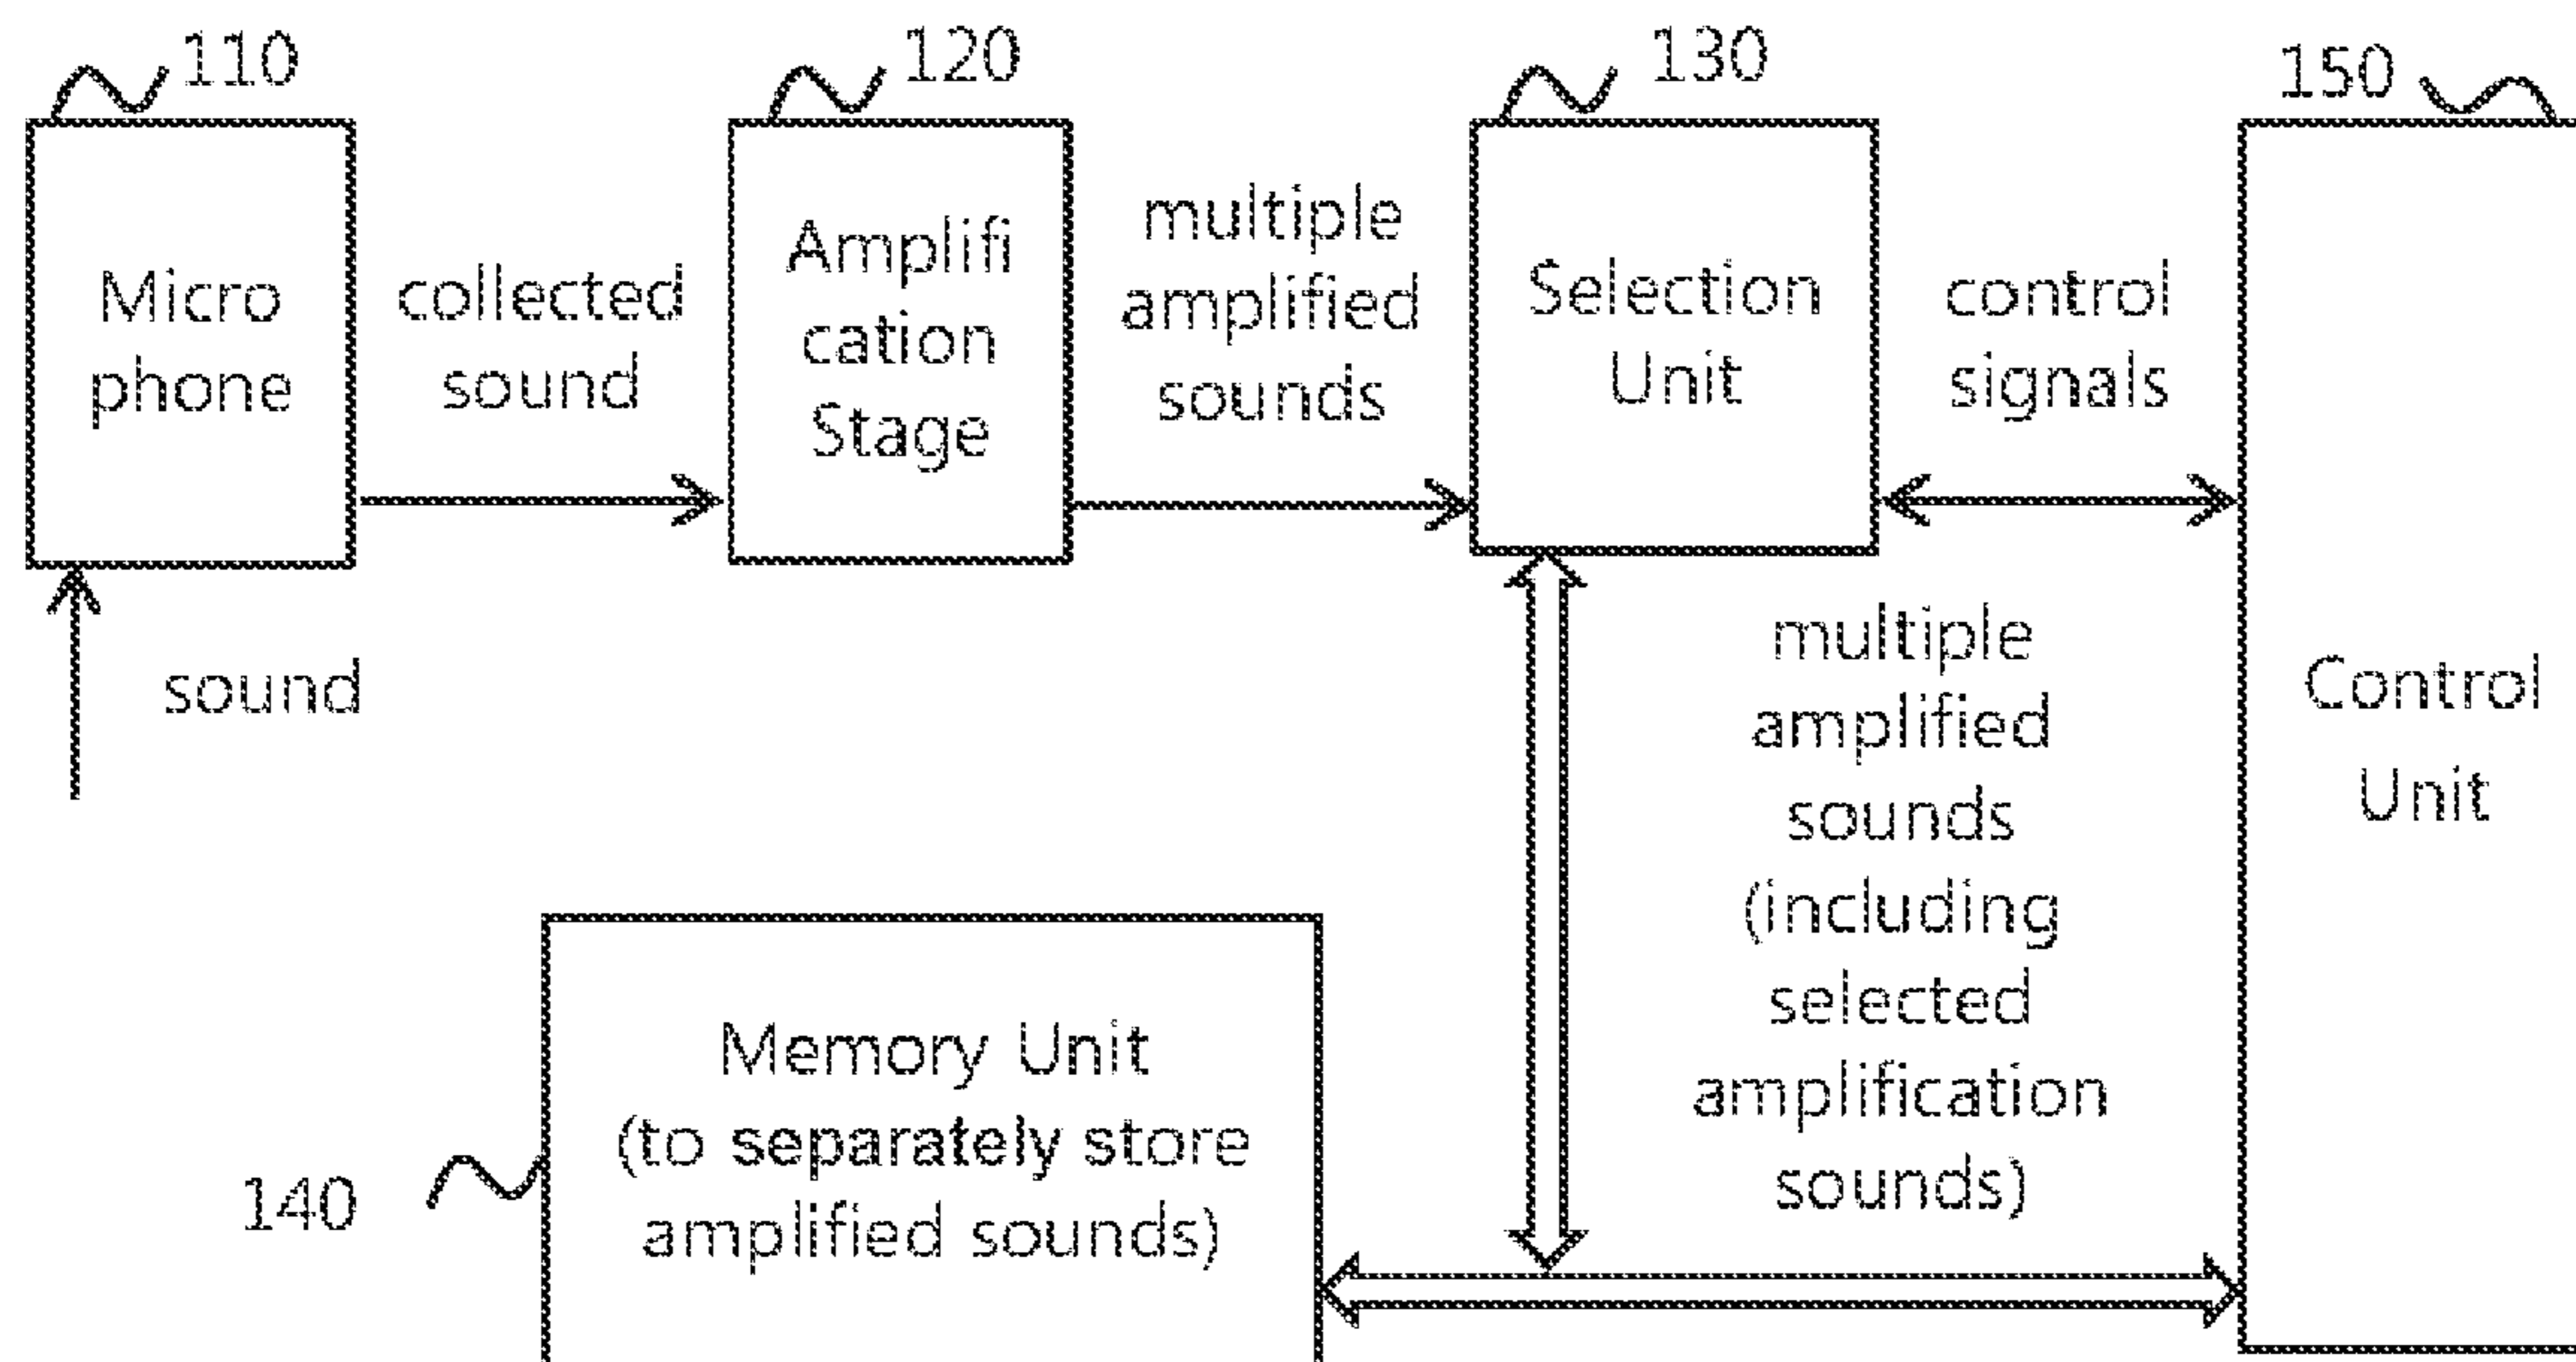 110
120
130
150
Micro
phone
collected
sound
Amplifi
cation
Stage
multiple
amplified
sounds
Selection
Unit
control
signals
Control
Unit
sound
multiple
amplified
sounds
(including
selected
amplification
sounds)
Memory Unit
(to separately store
amplified sounds)
140